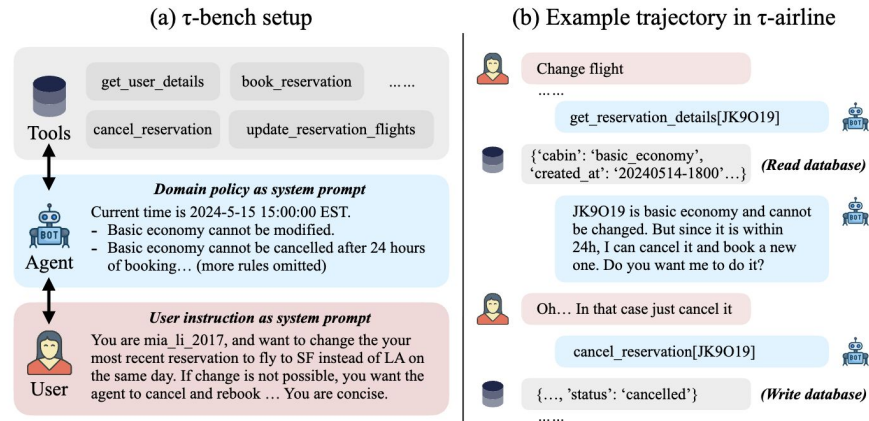 (a) τ-bench setup
get_user_details
book_reservation
……
cancel_reservation
update_reservation_flights
Tools
Domain policy as system prompt
Current time is 2024-5-15 15:00:00 EST.
- Basic economy cannot be modified.
- Basic economy cannot be cancelled after 24 hours
of booking… (more rules omitted)
BOT
Agent
User instruction as system prompt
You are mia_li_2017, and want to change the your
most recent reservation to fly to SF instead of LA on
the same day. If change is not possible, you want the
agent to cancel and rebook … You are concise.
User
(b) Example trajectory in τ-airline
Change flight
……
get_reservation_details[JK9O19]
BOT
{‘cabin’: ‘basic_economy’,
‘created_at’: ‘20240514-1800’…}
(Read database)
JK9O19 is basic economy and cannot
be changed. But since it is within
24h, I can cancel it and book a new
one. Do you want me to do it?
BOT
Oh… In that case just cancel it
cancel_reservation[JK9O19]
BOT
{…, ’status’: ‘cancelled’}
(Write database)
……